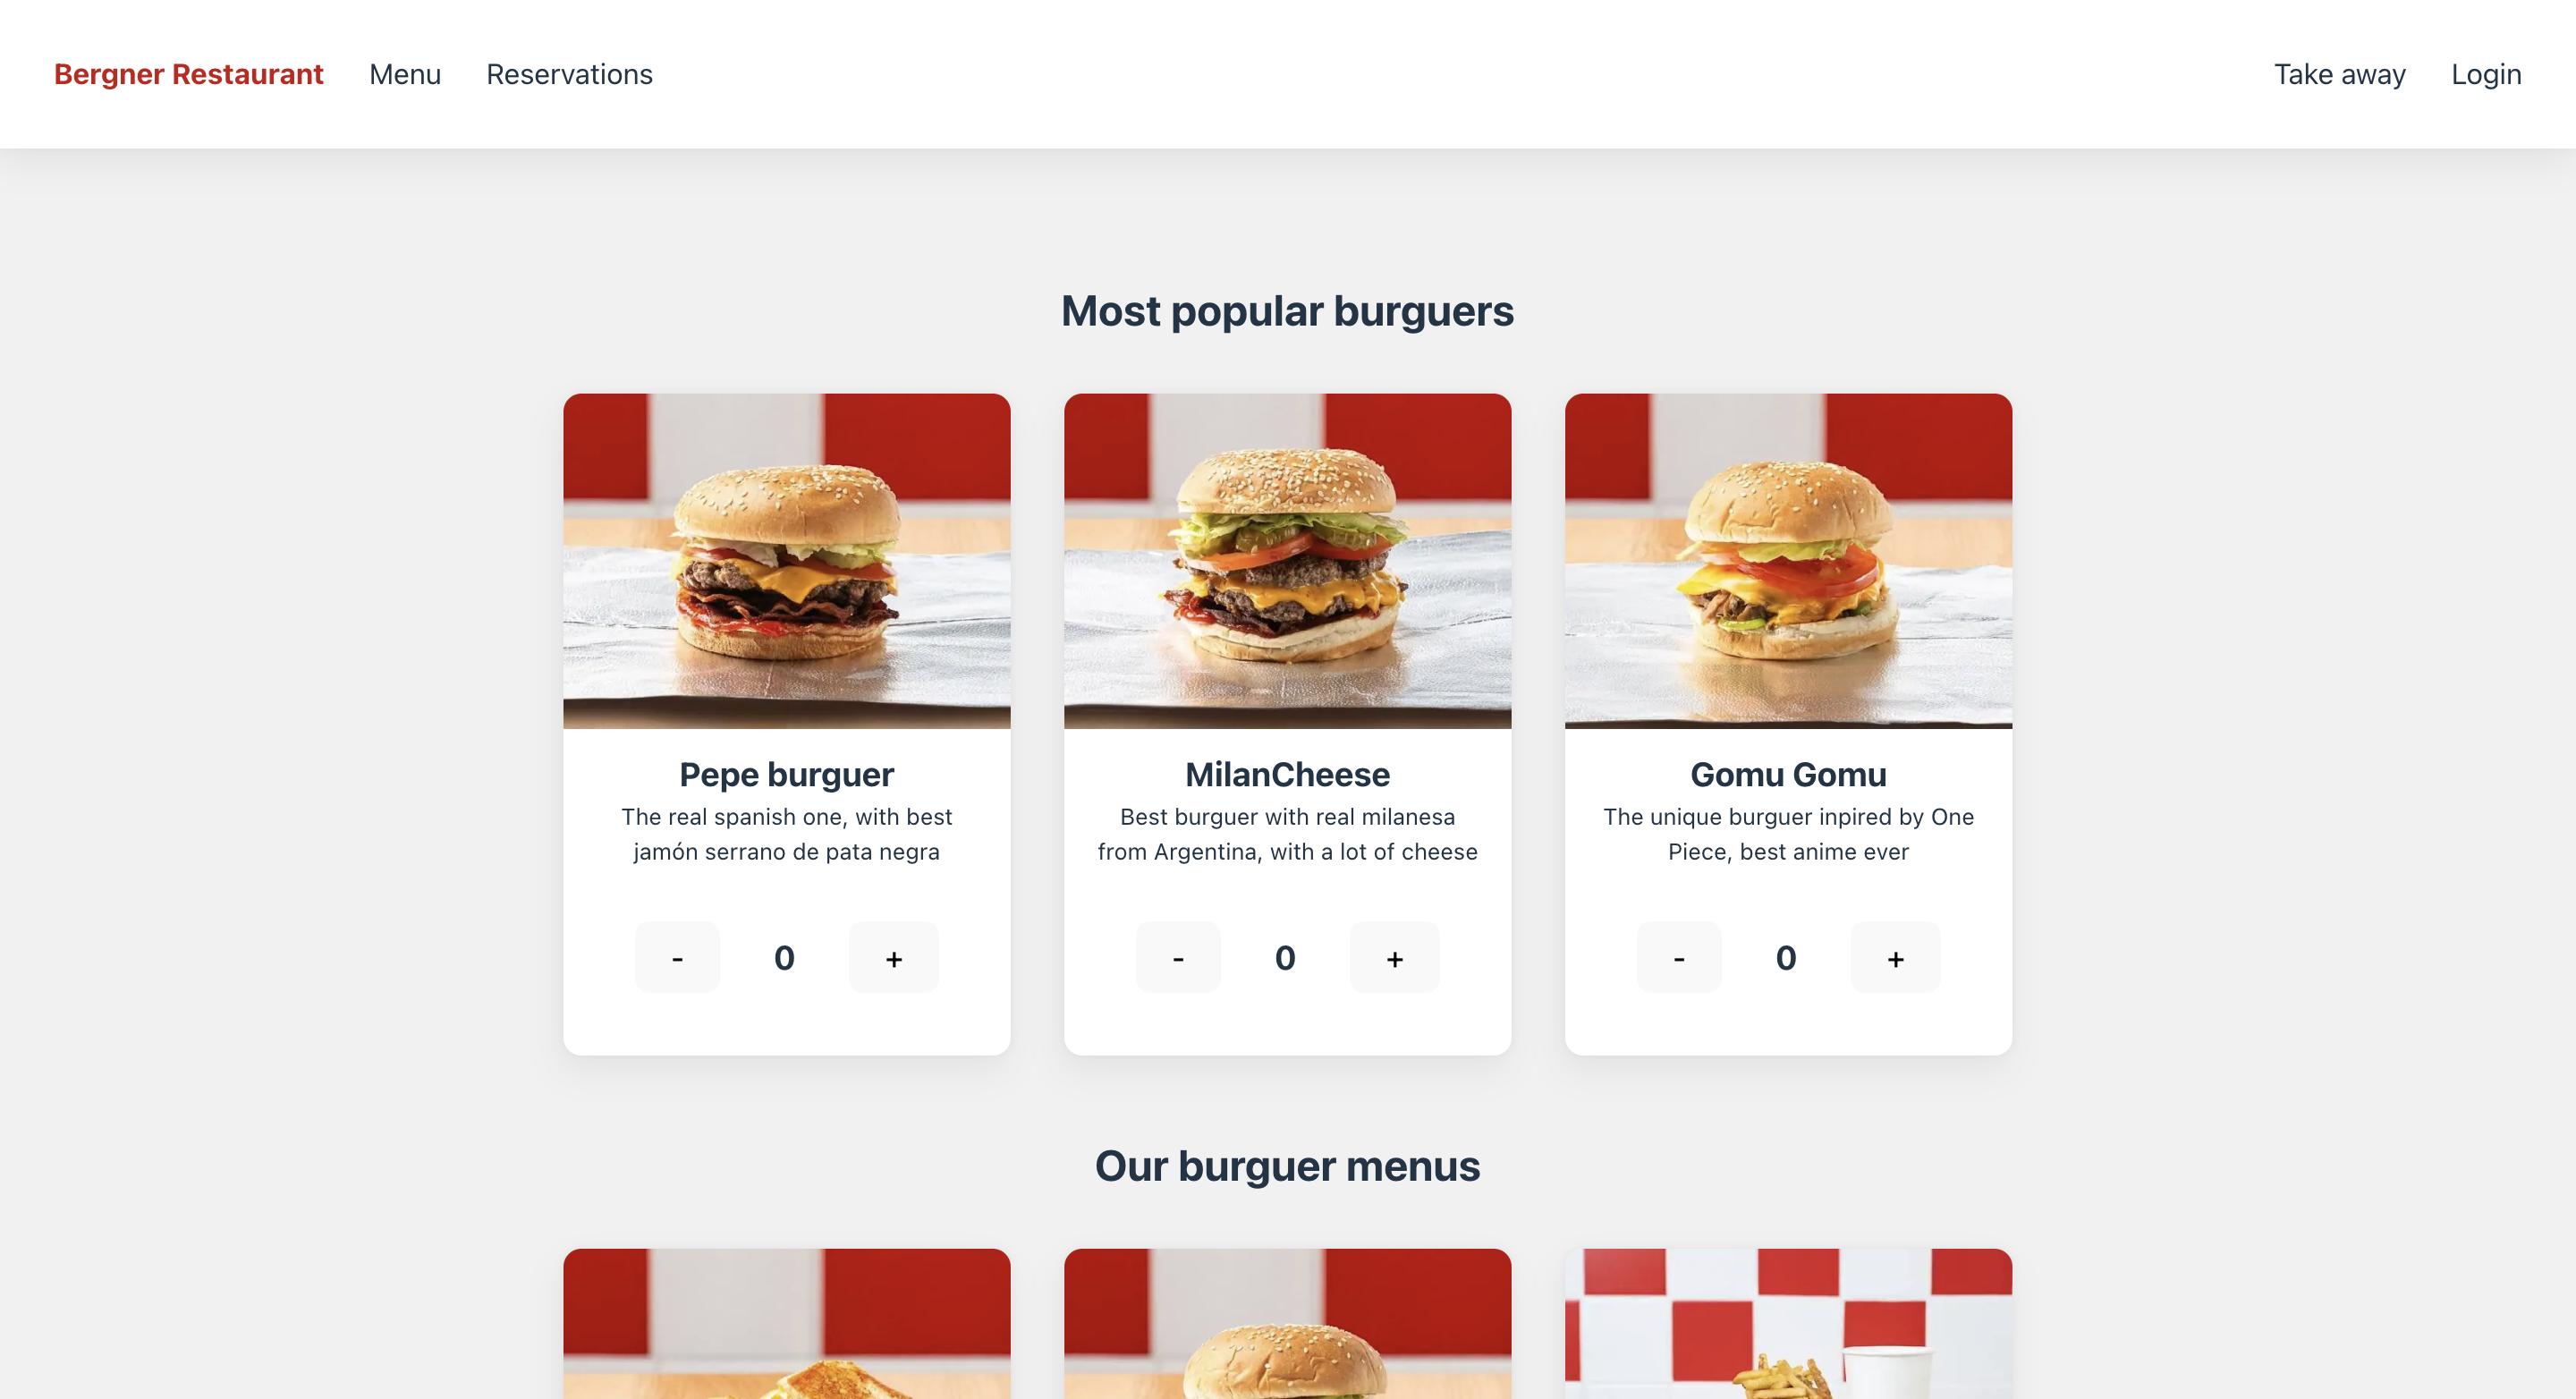 Bergner Restaurant Menu Reservations Take away Login
Most popular burguers
Pepe burguer
The real spanish one, with best
jamón serrano de pata negra
- 0 +
MilanCheese
Best burguer with real milanesa
from Argentina, with a lot of cheese
- 0 +
Gomu Gomu
The unique burguer inpired by One
Piece, best anime ever
- 0 +
Our burguer menus